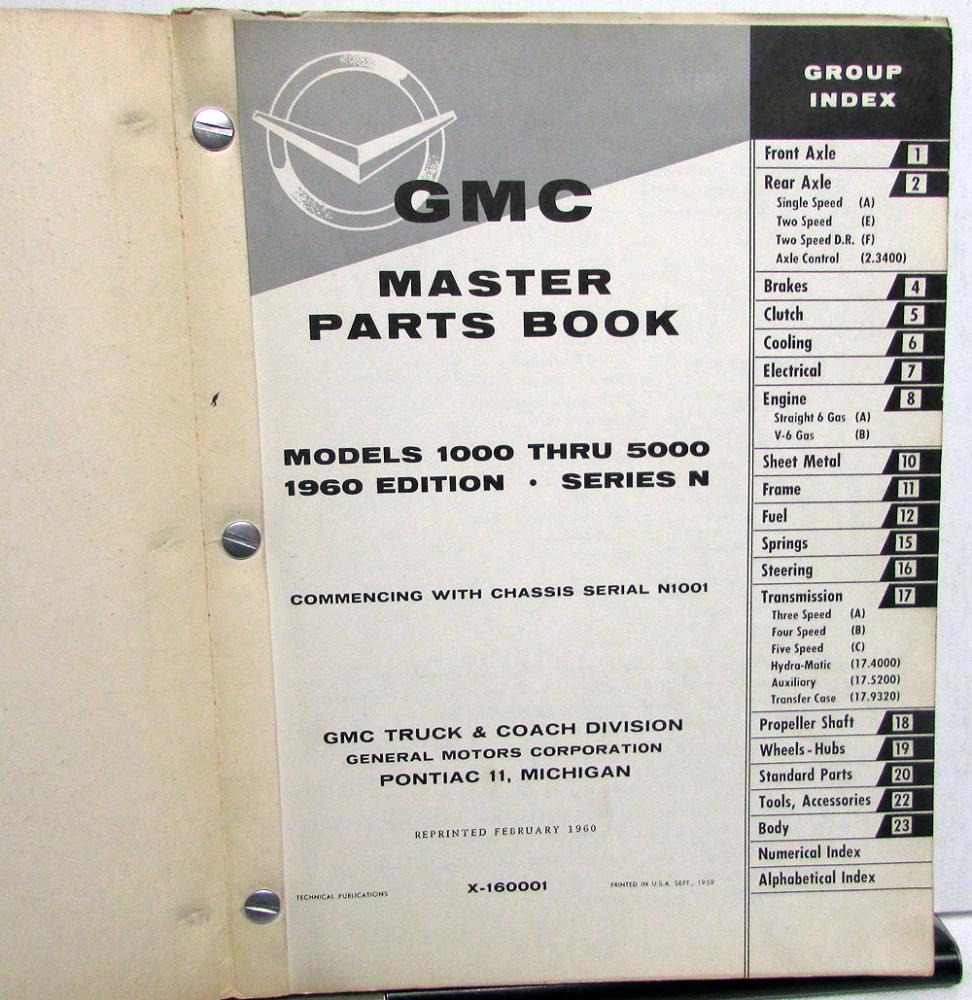 GMC
MASTER
PARTS BOOK
MODELS 1000 THRU 5000
1960 EDITION • SERIES N
COMMENCING WITH CHASSIS SERIAL N1001
GMC TRUCK & COACH DIVISION
GENERAL MOTORS CORPORATION
PONTIAC 11, MICHIGAN
REPRINTED FEBRUARY 1960
TECHNICAL PUBLICATIONS
X-160001
PRINTED IN U.S.A. SEPT., 1959
GROUP
INDEX
Front Axle 1
Rear Axle 2
Single Speed (A)
Two Speed (E)
Two Speed D.R. (F)
Axle Control (2.3400)
Brakes 4
Clutch 5
Cooling 6
Electrical 7
Engine 8
Straight 6 Gas (A)
V-6 Gas (B)
Sheet Metal 10
Frame 11
Fuel 12
Springs 15
Steering 16
Transmission 17
Three Speed (A)
Four Speed (B)
Five Speed (C)
Hydra-Matic (17.4000)
Auxiliary (17.5200)
Transfer Case (17.9320)
Propeller Shaft 18
Wheels - Hubs 19
Standard Parts 20
Tools, Accessories 22
Body 23
Numerical Index
Alphabetical Index